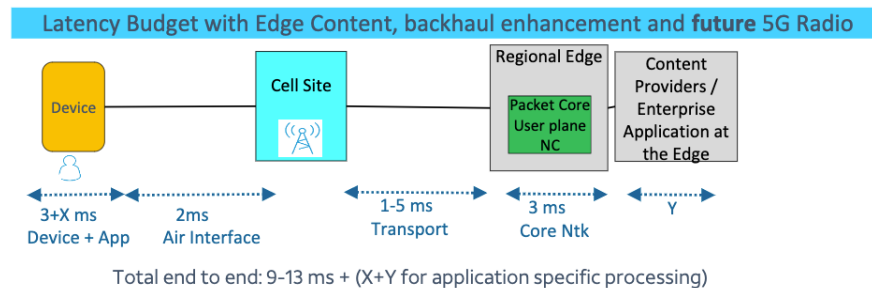 Latency Budget with Edge Content, backhaul enhancement and future 5G Radio
Device
Cell Site
Regional Edge
Packet Core
User plane
NC
Content
Providers /
Enterprise
Application at
the Edge
3+X ms
Device + App
2ms
Air Interface
1-5 ms
Transport
3 ms
Core Ntk
Y
Total end to end: 9-13 ms + (X+Y for application specific processing)